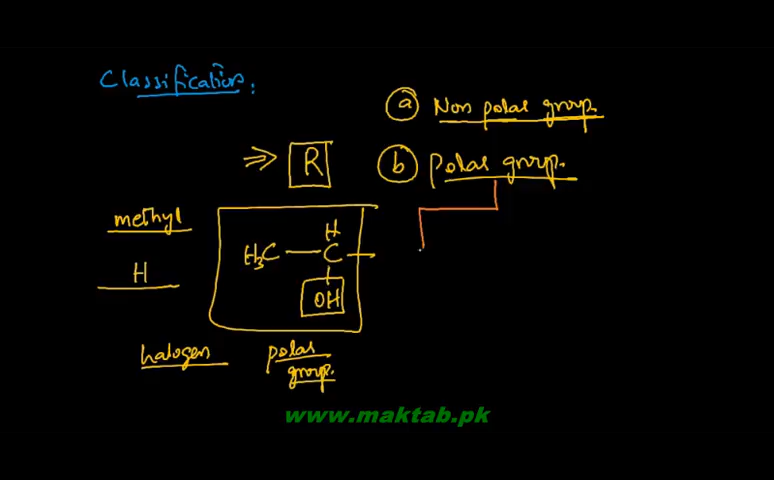 Classification:
(a) Non polar group.
⇒ R
(b) polar group.
methyl
H
H
H3C — C —
OH
halogen
polar
group.
www.maktab.pk